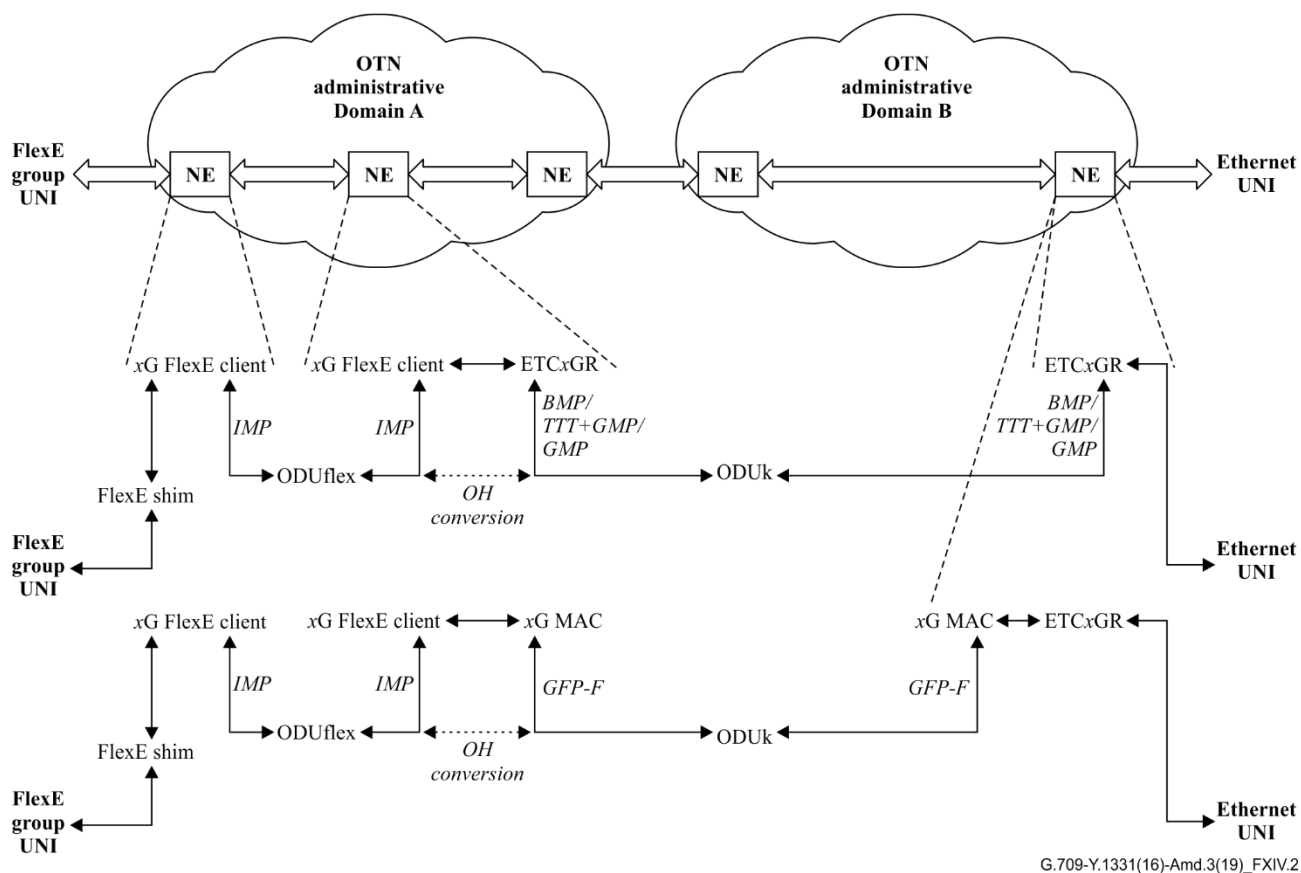 OTN
administrative
Domain A
OTN
administrative
Domain B
FlexE
group
UNI
NE
NE
NE
NE
NE
Ethernet
UNI
xG FlexE client
xG FlexE client
ETCxGR
ETCxGR
IMP
IMP
BMP/
TTT+GMP/
GMP
BMP/
TTT+GMP/
GMP
ODUflex
ODUk
OH
conversion
FlexE shim
FlexE
group
UNI
Ethernet
UNI
xG FlexE client
xG FlexE client
xG MAC
xG MAC
ETCxGR
IMP
IMP
GFP-F
GFP-F
ODUflex
ODUk
OH
conversion
FlexE shim
FlexE
group
UNI
Ethernet
UNI
G.709-Y.1331(16)-Amd.3(19)_FXIV.2